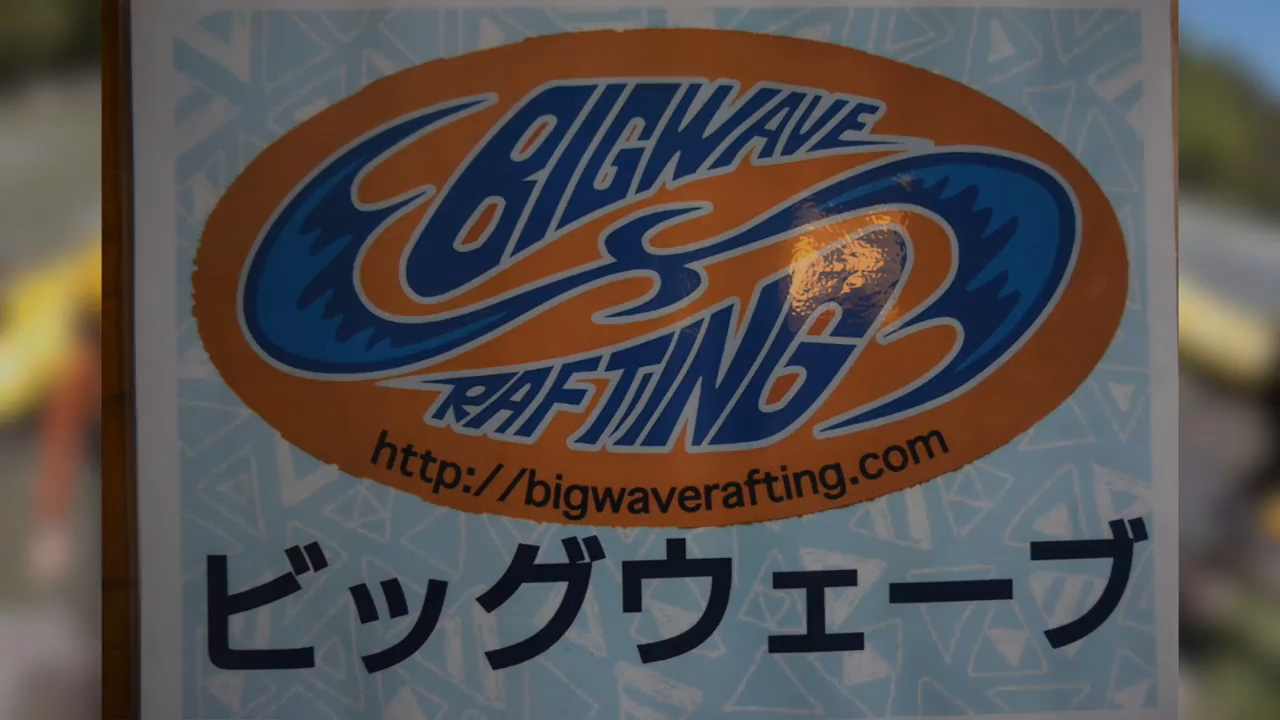 BIGWAVE
RAFTING
http://bigwaverafting.com
ビッグウェーブ